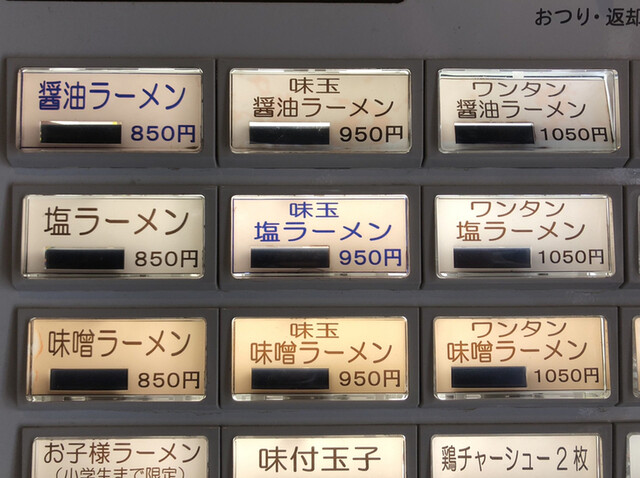 おつり・返却
醤油ラーメン
850円
味玉
醤油ラーメン
950円
ワンタン
醤油ラーメン
1050円
塩ラーメン
850円
味玉
塩ラーメン
950円
ワンタン
塩ラーメン
1050円
味噌ラーメン
850円
味玉
味噌ラーメン
950円
ワンタン
味噌ラーメン
1050円
お子様ラーメン
(小学生まで限定)
味付玉子
鶏チャーシュー2枚